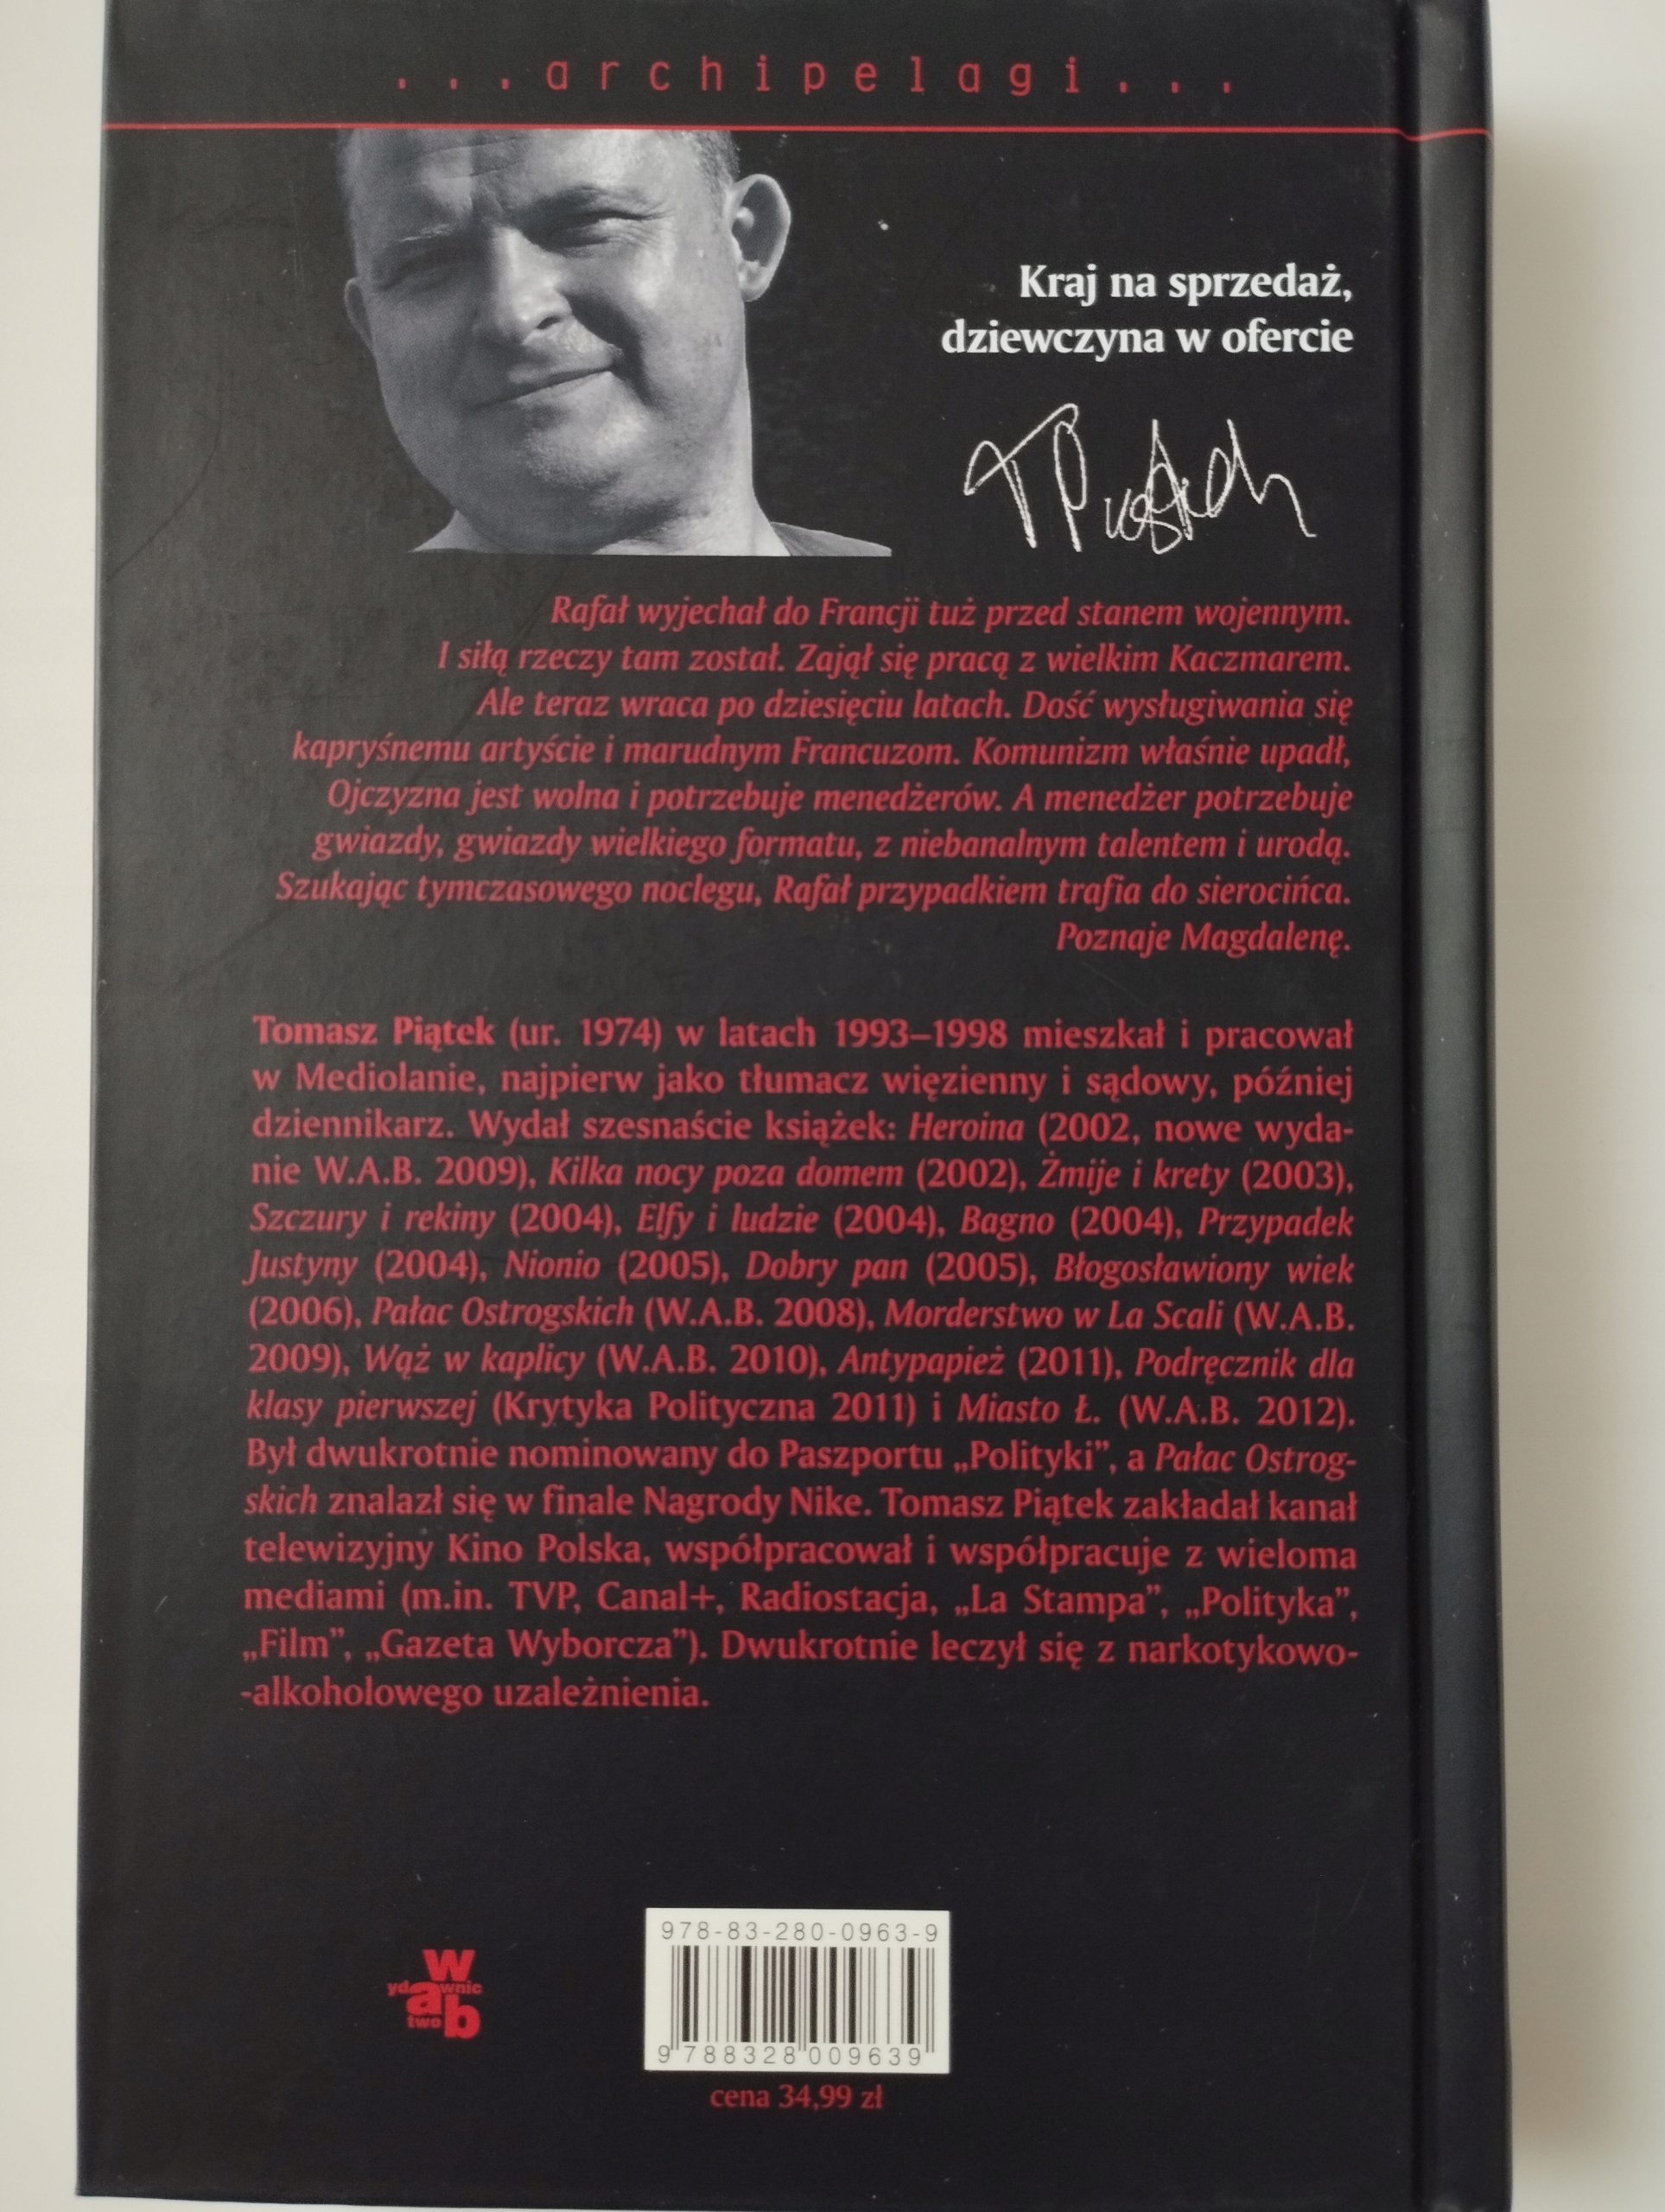 ...archipelagi...
Kraj na sprzedaż,
dziewczyna w ofercie
Rafał wyjechał do Francji tuż przed stanem wojennym.
I siłą rzeczy tam został. Zajął się pracą z wielkim Kaczmarem.
Ale teraz wraca po dziesięciu latach. Dość wysługiwania się
kapryśnemu artyście i marudnym Francuzom. Komunizm właśnie upadł,
Ojczyzna jest wolna i potrzebuje menedżerów. A menedżer potrzebuje
gwiazdy, gwiazdy wielkiego formatu, z niebanalnym talentem i urodą.
Szukając tymczasowego noclegu, Rafał przypadkiem trafia do sierocińca.
Poznaje Magdalenę.
Tomasz Piątek (ur. 1974) w latach 1993–1998 mieszkał i pracował
w Mediolanie, najpierw jako tłumacz więzienny i sądowy, później
dziennikarz. Wydał szesnaście książek: Heroina (2002, nowe wyda-
nie W.A.B. 2009), Kilka nocy poza domem (2002), Żmije i krety (2003),
Szczury i rekiny (2004), Elfy i ludzie (2004), Bagno (2004), Przypadek
Justyny (2004), Nionio (2005), Dobry pan (2005), Błogosławiony wiek
(2006), Pałac Ostrogskich (W.A.B. 2008), Morderstwo w La Scali (W.A.B.
2009), Wąż w kaplicy (W.A.B. 2010), Antypapież (2011), Podręcznik dla
klasy pierwszej (Krytyka Polityczna 2011) i Miasto Ł. (W.A.B. 2012).
Był dwukrotnie nominowany do Paszportu „Polityki”, a Pałac Ostrog-
skich znalazł się w finale Nagrody Nike. Tomasz Piątek zakładał kanał
telewizyjny Kino Polska, współpracował i współpracuje z wieloma
mediami (m.in. TVP, Canal+, Radiostacja, „La Stampa”, „Polityka”,
„Film”, „Gazeta Wyborcza”). Dwukrotnie leczył się z narkotykowo-
-alkoholowego uzależnienia.
w
ydawnic
a
two b
978-83-280-0963-9
9 788328 009639
cena 34,99 zł